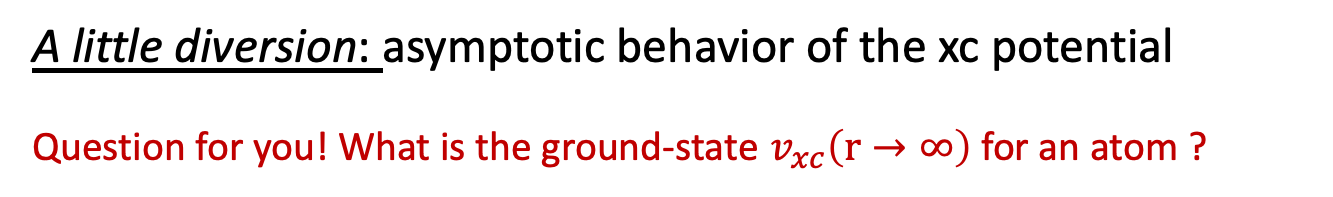 A little diversion: asymptotic behavior of the xc potential
Question for you! What is the ground-state 𝑣𝑥𝑐(r → ∞) for an atom ?